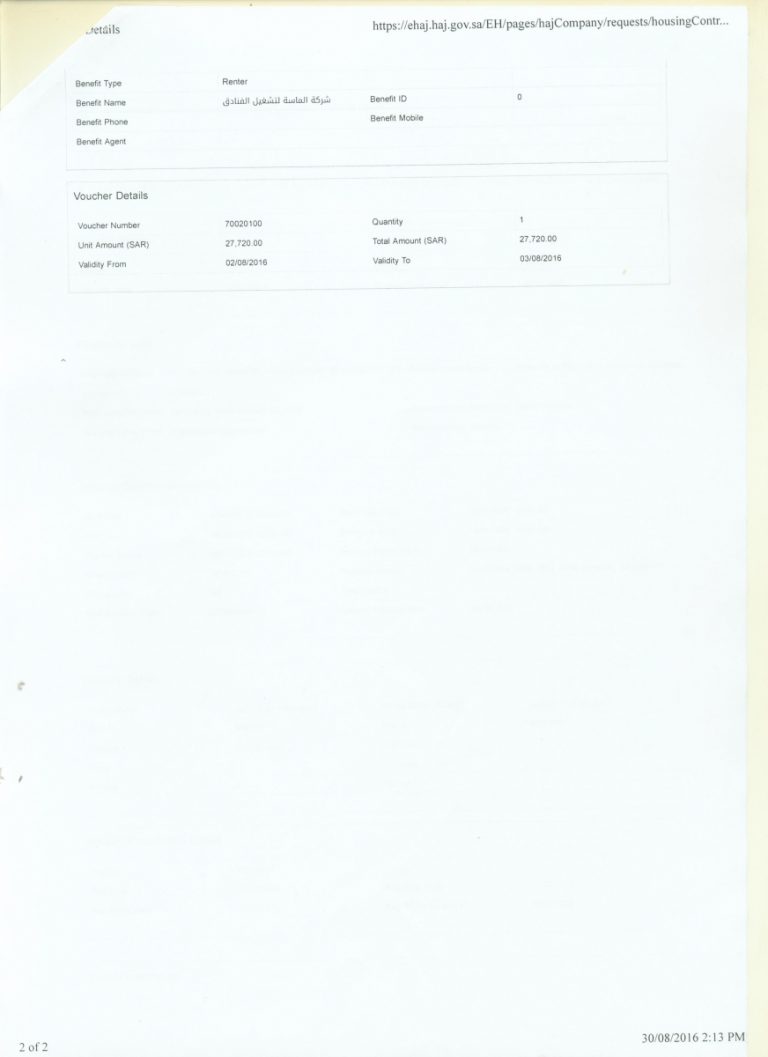 Details https://ehaj.haj.gov.sa/EH/pages/hajCompany/requests/housingContr...
Benefit Type Renter
Benefit Name شركة الماسة لتشغيل الفنادق Benefit ID 0
Benefit Phone Benefit Mobile
Benefit Agent
Voucher Details
Voucher Number 70020100 Quantity 1
Unit Amount (SAR) 27,720.00 Total Amount (SAR) 27,720.00
Validity From 02/08/2016 Validity To 03/08/2016
2 of 2 30/08/2016 2:13 PM